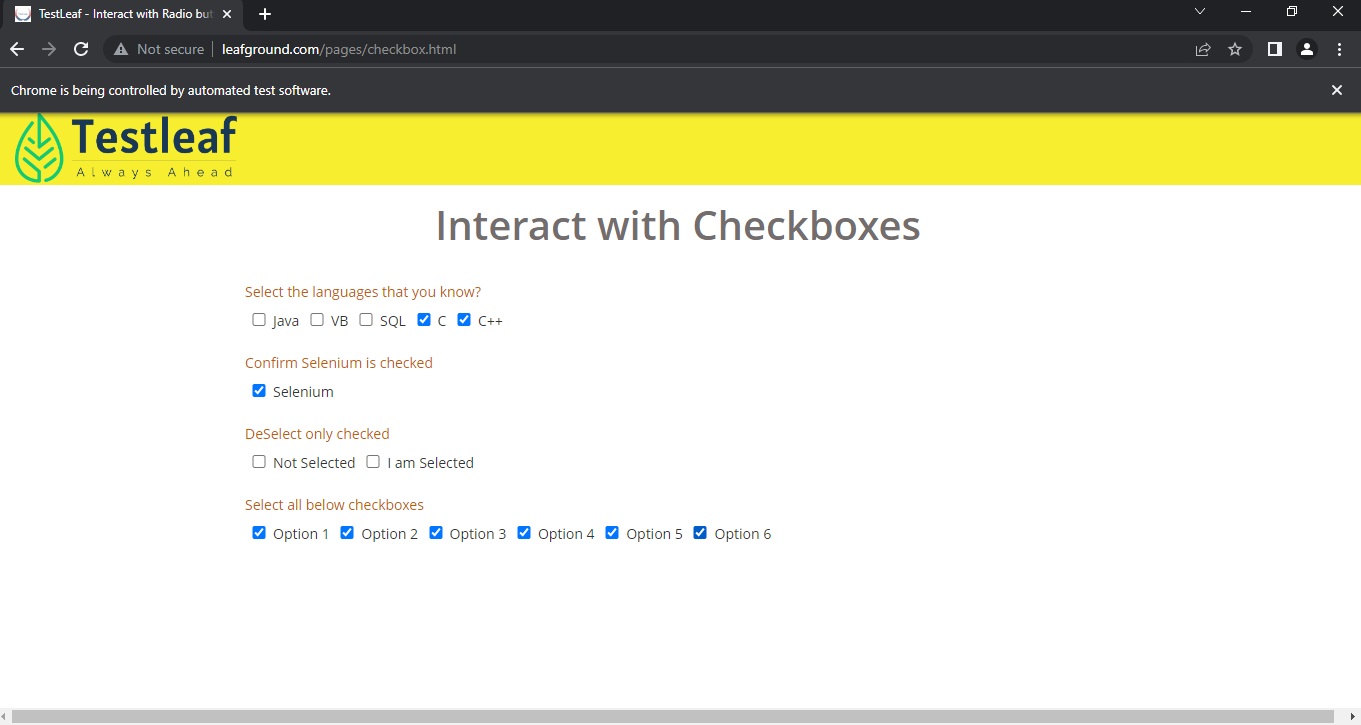 TestLeaf - Interact with Radio but
Not secure leafground.com/pages/checkbox.html
Chrome is being controlled by automated test software.
Testleaf
Always Ahead
Interact with Checkboxes
Select the languages that you know?
Java VB SQL C C++
Confirm Selenium is checked
Selenium
DeSelect only checked
Not Selected I am Selected
Select all below checkboxes
Option 1 Option 2 Option 3 Option 4 Option 5 Option 6